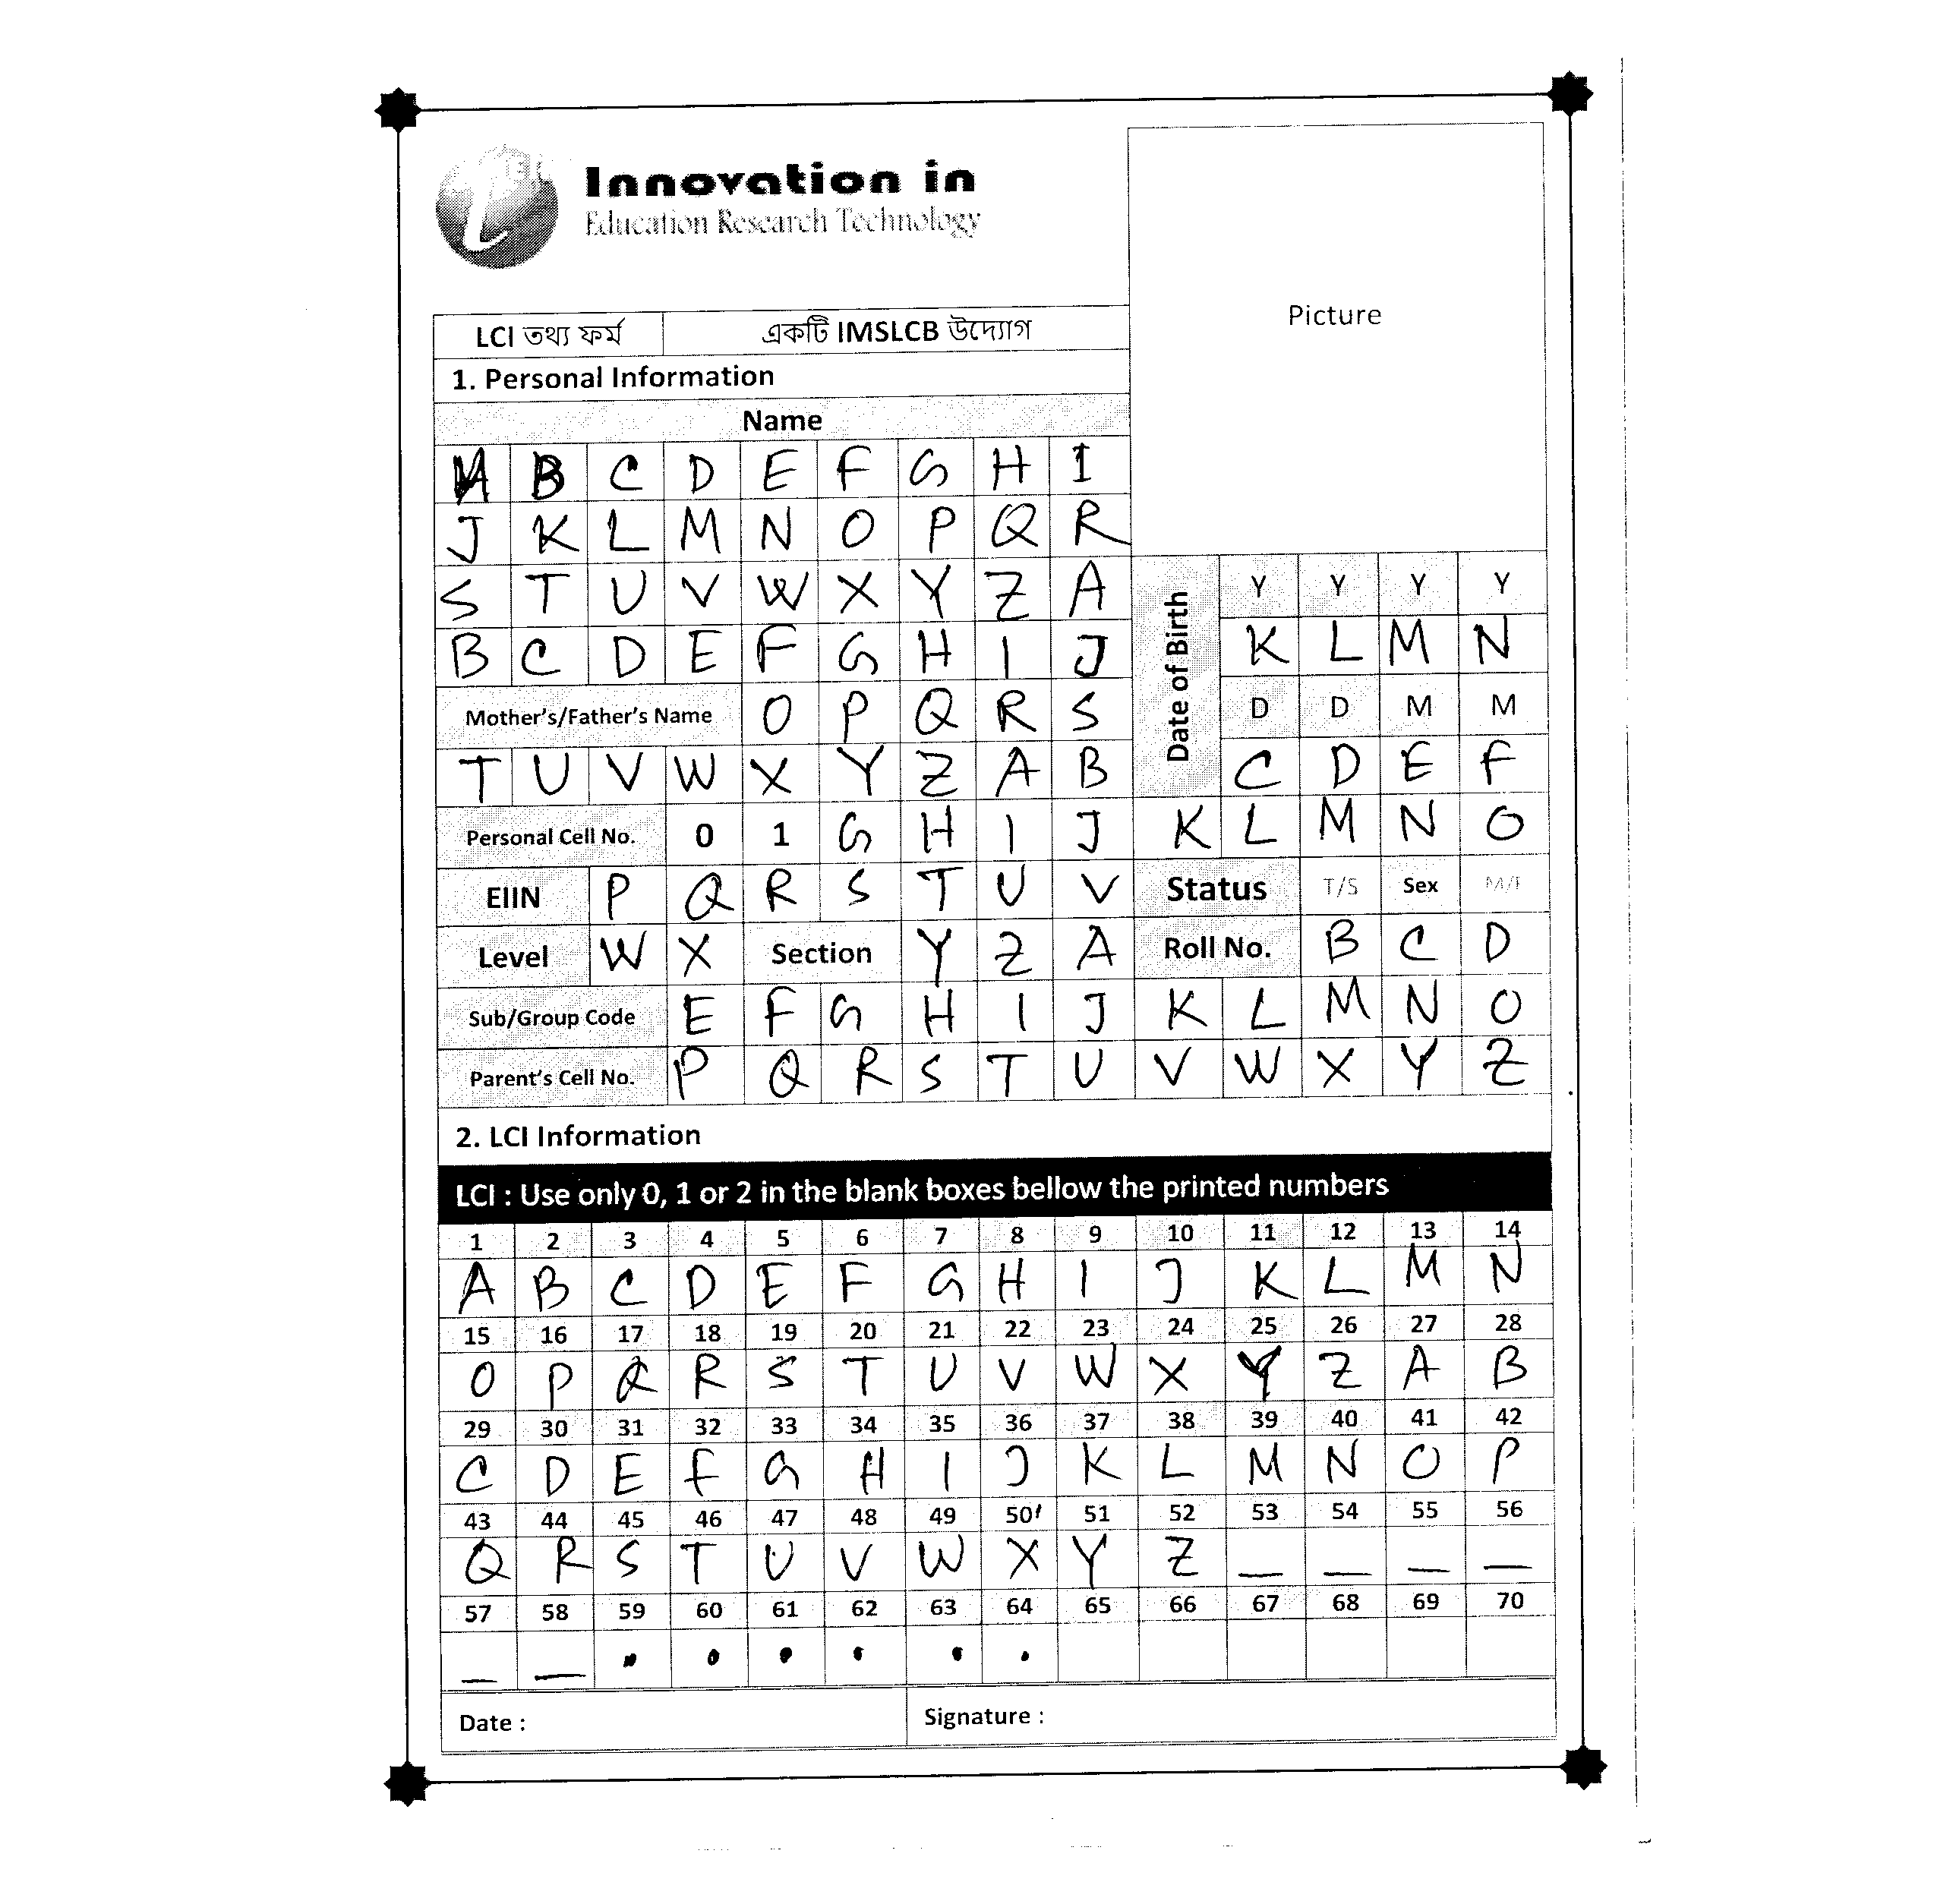 Innovation in
Education Research Technology
Picture
LCI তথ্য ফর্ম একটি IMSLCB উদ্যোগ
1. Personal Information
Name
B C D E F G H I
J K L M N O P Q R
S T U V W X Y Z A
B C D E F G H I J
Date of Birth
Y Y Y Y
K L M N
D D M M
C D E F
Mother's/Father's Name O P Q R S
T U V W X Y Z A B
Personal Cell No. 0 1 G H I J K L M N O
EIIN P Q R S T U V Status T/S Sex M/F
Level W X Section Y Z A Roll No. B C D
Sub/Group Code E F G H I J K L M N O
Parent's Cell No. P Q R S T U V W X Y Z
2. LCI Information
LCI : Use only 0, 1 or 2 in the blank boxes bellow the printed numbers
1 2 3 4 5 6 7 8 9 10 11 12 13 14
A B C D E F G H I J K L M N
15 16 17 18 19 20 21 22 23 24 25 26 27 28
O P Q R S T U V W X Y Z A B
29 30 31 32 33 34 35 36 37 38 39 40 41 42
C D E F G H I J K L M N O P
43 44 45 46 47 48 49 50 51 52 53 54 55 56
Q R S T U V W X Y Z _ _ _ _
57 58 59 60 61 62 63 64 65 66 67 68 69 70
_ _ . . . . . .
Date : Signature :